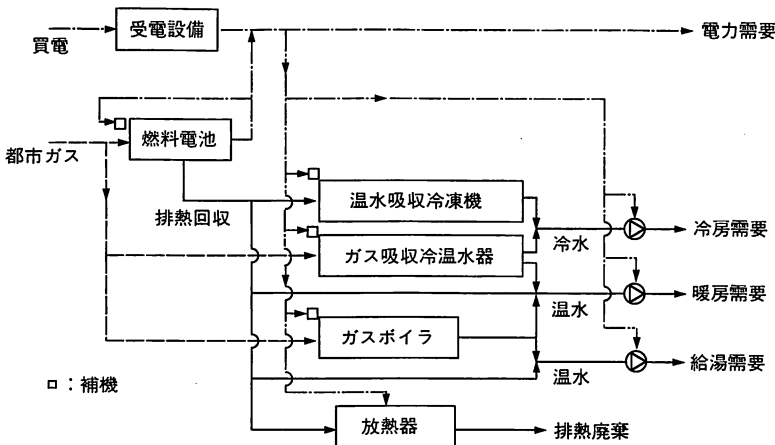 受電設備
買電
電力需要
燃料電池
都市ガス
排熱回収
温水吸収冷凍機
冷水
冷房需要
ガス吸収冷温水器
温水
暖房需要
ガスボイラ
温水
給湯需要
□：補機
放熱器
排熱廃棄